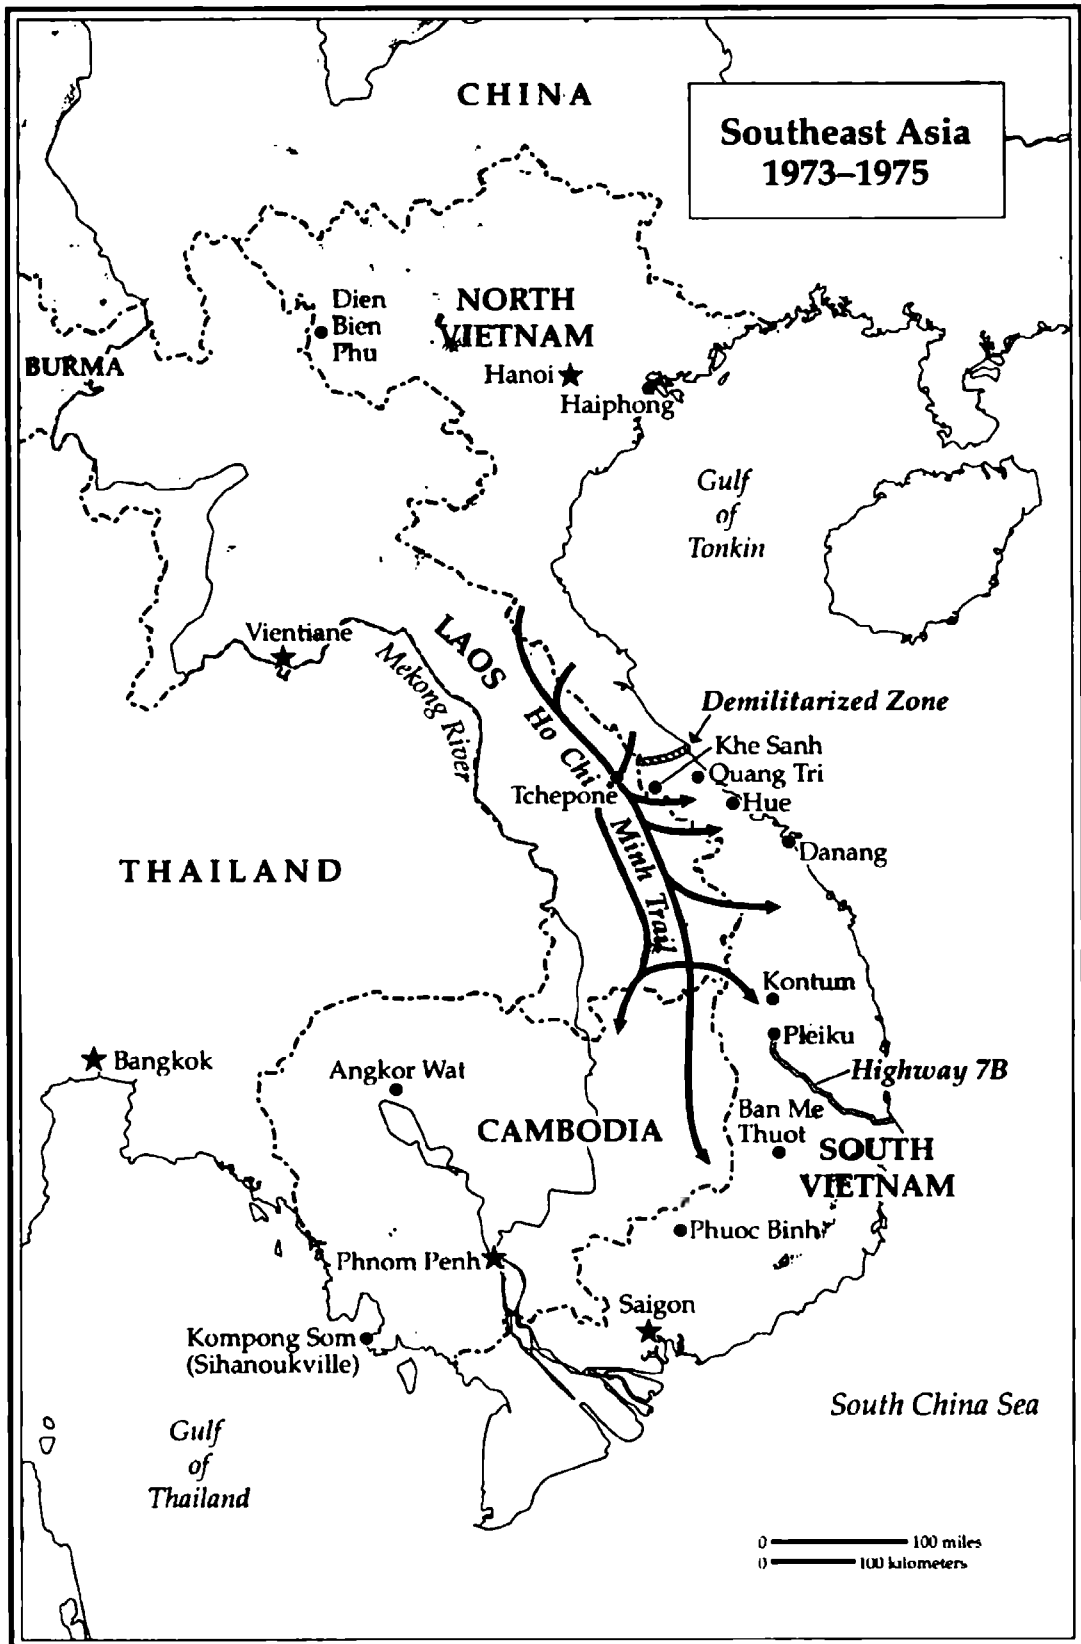 CHINA
Southeast Asia
1973–1975
Dien
Bien
Phu
NORTH
VIETNAM
BURMA
Hanoi
Haiphong
Gulf
of
Tonkin
Vientiane
LAOS
Mekong River
Demilitarized Zone
Ho Chi Minh Trail
Khe Sanh
Quang Tri
Tchepone
Hue
Danang
THAILAND
Kontum
Pleiku
Bangkok
Angkor Wat
Highway 7B
CAMBODIA
Ban Me
Thuot
SOUTH
VIETNAM
Phuoc Binh
Phnom Penh
Saigon
Kompong Som
(Sihanoukville)
South China Sea
Gulf
of
Thailand
0 100 miles
0 100 kilometers